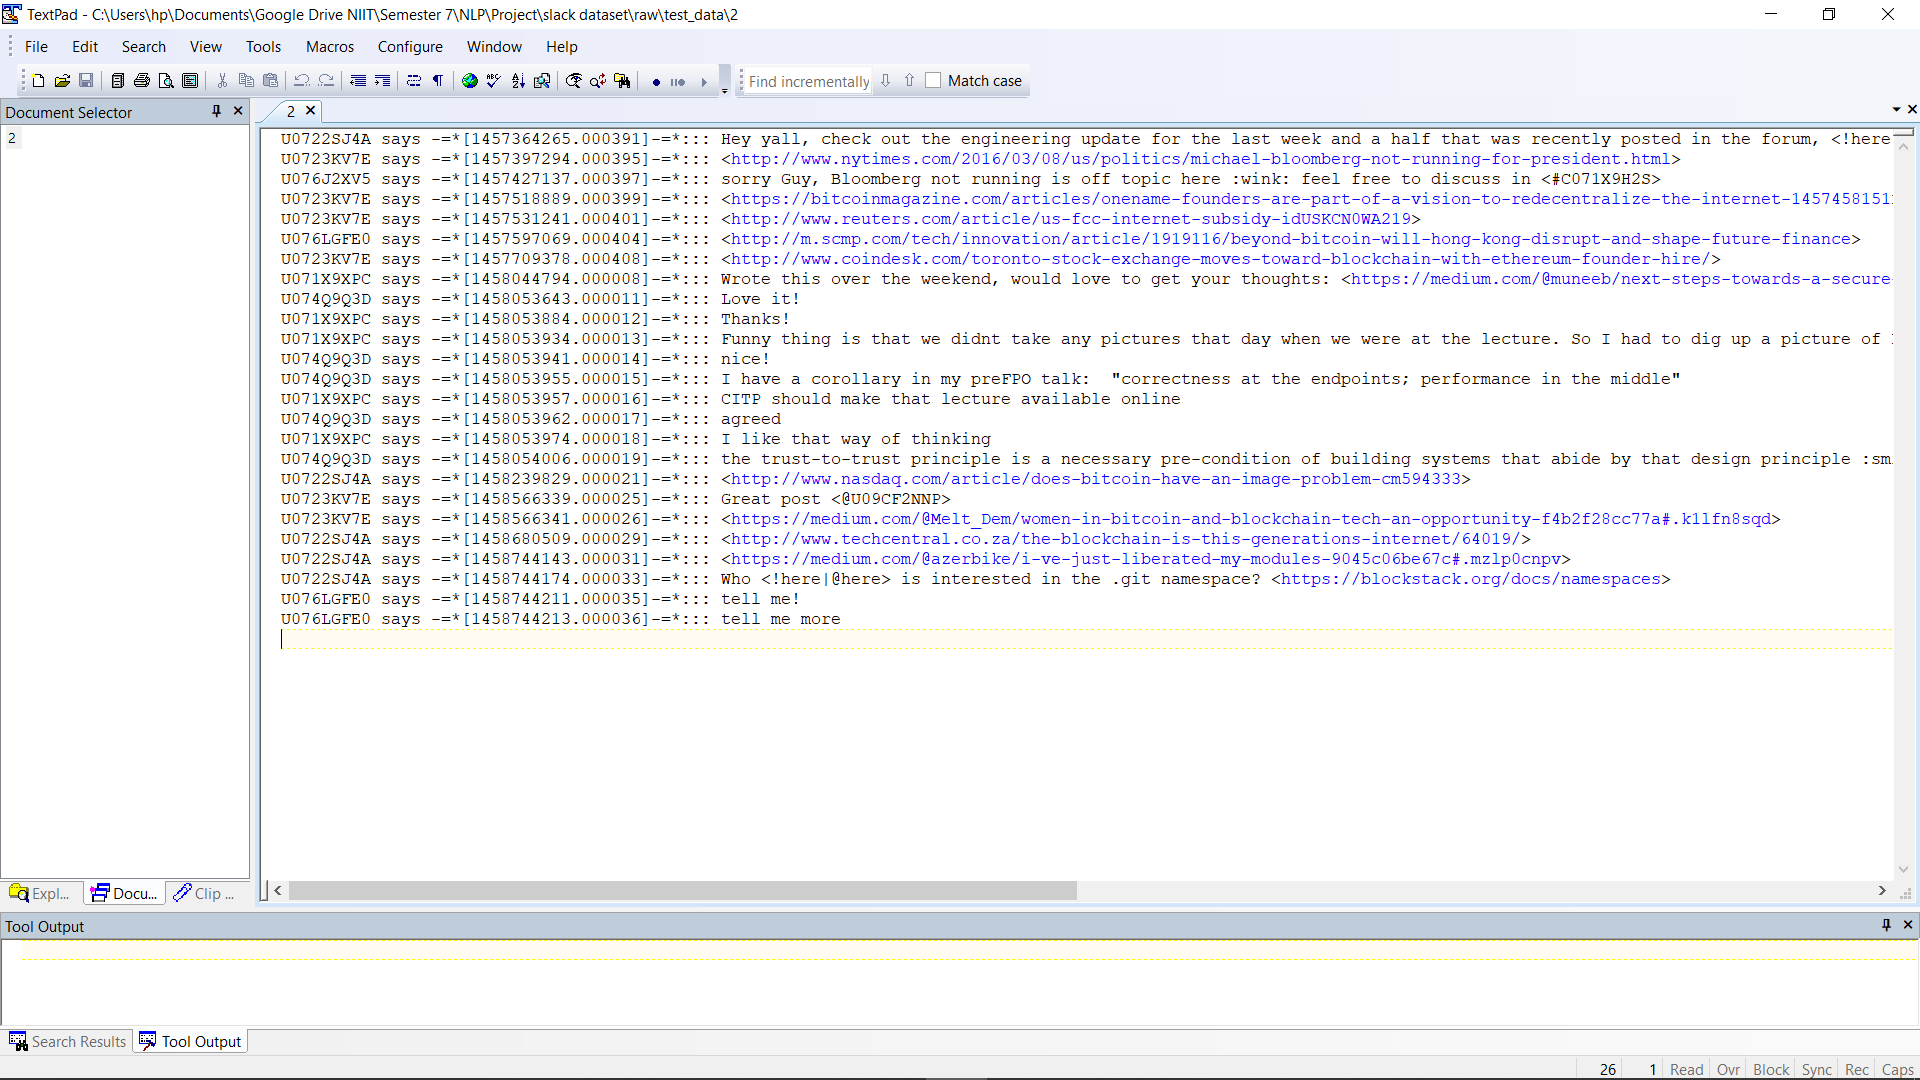 TextPad - C:\Users\hp\Documents\Google Drive NIIT\Semester 7\NLP\Project\slack dataset\raw\test_data\2
File Edit Search View Tools Macros Configure Window Help
Find incrementally Match case
Document Selector
2
2
U0722SJ4A says -=*[1457364265.000391]-=*::: Hey yall, check out the engineering update for the last week and a half that was recently posted in the forum, <!here
U0723KV7E says -=*[1457397294.000395]-=*::: <http://www.nytimes.com/2016/03/08/us/politics/michael-bloomberg-not-running-for-president.html>
U076J2XV5 says -=*[1457427137.000397]-=*::: sorry Guy, Bloomberg not running is off topic here :wink: feel free to discuss in <#C071X9H2S>
U0723KV7E says -=*[1457518889.000399]-=*::: <https://bitcoinmagazine.com/articles/onename-founders-are-part-of-a-vision-to-redecentralize-the-internet-145745815
U0723KV7E says -=*[1457531241.000401]-=*::: <http://www.reuters.com/article/us-fcc-internet-subsidy-idUSKCN0WA219>
U076LGFE0 says -=*[1457597069.000404]-=*::: <http://m.scmp.com/tech/innovation/article/1919116/beyond-bitcoin-will-hong-kong-disrupt-and-shape-future-finance>
U0723KV7E says -=*[1457709378.000408]-=*::: <http://www.coindesk.com/toronto-stock-exchange-moves-toward-blockchain-with-ethereum-founder-hire/>
U071X9XPC says -=*[1458044794.000008]-=*::: Wrote this over the weekend, would love to get your thoughts: <https://medium.com/@muneeb/next-steps-towards-a-secure-
U074Q9Q3D says -=*[1458053643.000011]-=*::: Love it!
U071X9XPC says -=*[1458053884.000012]-=*::: Thanks!
U071X9XPC says -=*[1458053934.000013]-=*::: Funny thing is that we didnt take any pictures that day when we were at the lecture. So I had to dig up a picture of
U074Q9Q3D says -=*[1458053941.000014]-=*::: nice!
U074Q9Q3D says -=*[1458053955.000015]-=*::: I have a corollary in my preFPO talk:  "correctness at the endpoints; performance in the middle"
U071X9XPC says -=*[1458053957.000016]-=*::: CITP should make that lecture available online
U074Q9Q3D says -=*[1458053962.000017]-=*::: agreed
U071X9XPC says -=*[1458053974.000018]-=*::: I like that way of thinking
U074Q9Q3D says -=*[1458054006.000019]-=*::: the trust-to-trust principle is a necessary pre-condition of building systems that abide by that design principle :sm
U0722SJ4A says -=*[1458239829.000021]-=*::: <http://www.nasdaq.com/article/does-bitcoin-have-an-image-problem-cm594333>
U0723KV7E says -=*[1458566339.000025]-=*::: Great post <@U09CF2NNP>
U0723KV7E says -=*[1458566341.000026]-=*::: <https://medium.com/@Melt_Dem/women-in-bitcoin-and-blockchain-tech-an-opportunity-f4b2f28cc77a#.k1lfn8sqd>
U0722SJ4A says -=*[1458680509.000029]-=*::: <http://www.techcentral.co.za/the-blockchain-is-this-generations-internet/64019/>
U0722SJ4A says -=*[1458744143.000031]-=*::: <https://medium.com/@azerbike/i-ve-just-liberated-my-modules-9045c06be67c#.mzlp0cnpv>
U0722SJ4A says -=*[1458744174.000033]-=*::: Who <!here|@here> is interested in the .git namespace? <https://blockstack.org/docs/namespaces>
U076LGFE0 says -=*[1458744211.000035]-=*::: tell me!
U076LGFE0 says -=*[1458744213.000036]-=*::: tell me more
Expl... Docu... Clip ...
Tool Output
Search Results Tool Output
26 1 Read Ovr Block Sync Rec Caps